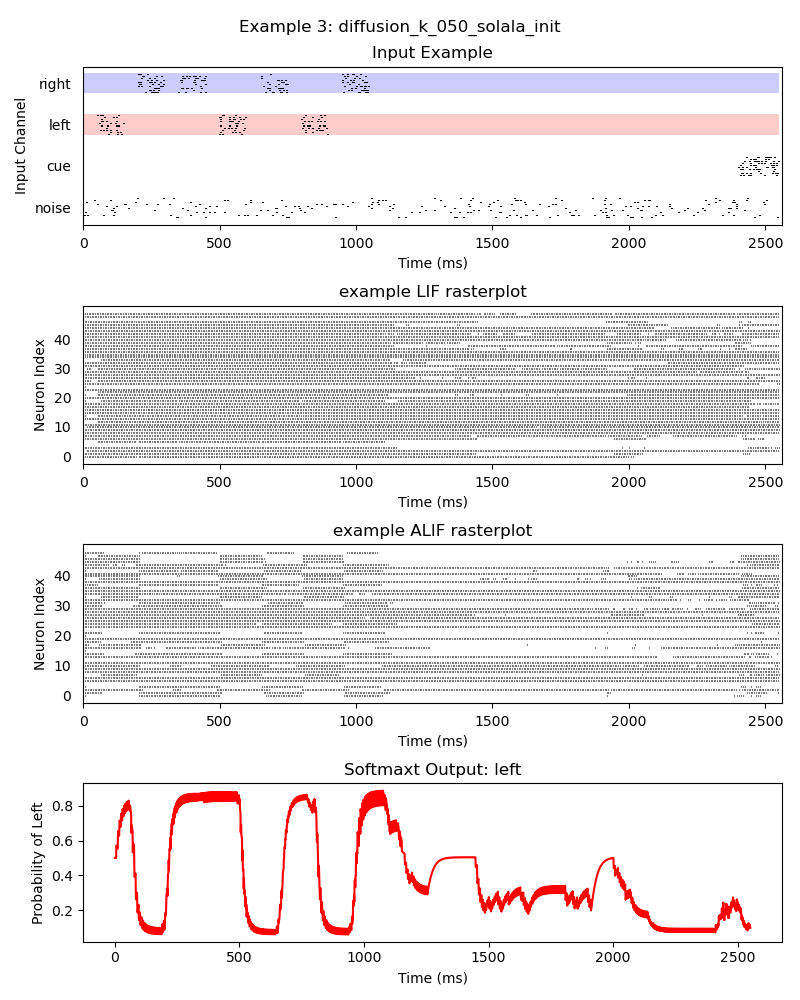 Example 3: diffusion_k_050_solala_init
Input Example
Input Channel
right
left
cue
noise
0 500 1000 1500 2000 2500
Time (ms)
example LIF rasterplot
Neuron Index
40
30
20
10
0
0 500 1000 1500 2000 2500
Time (ms)
example ALIF rasterplot
Neuron Index
40
30
20
10
0
0 500 1000 1500 2000 2500
Time (ms)
Softmaxt Output: left
Probability of Left
0.8
0.6
0.4
0.2
0 500 1000 1500 2000 2500
Time (ms)